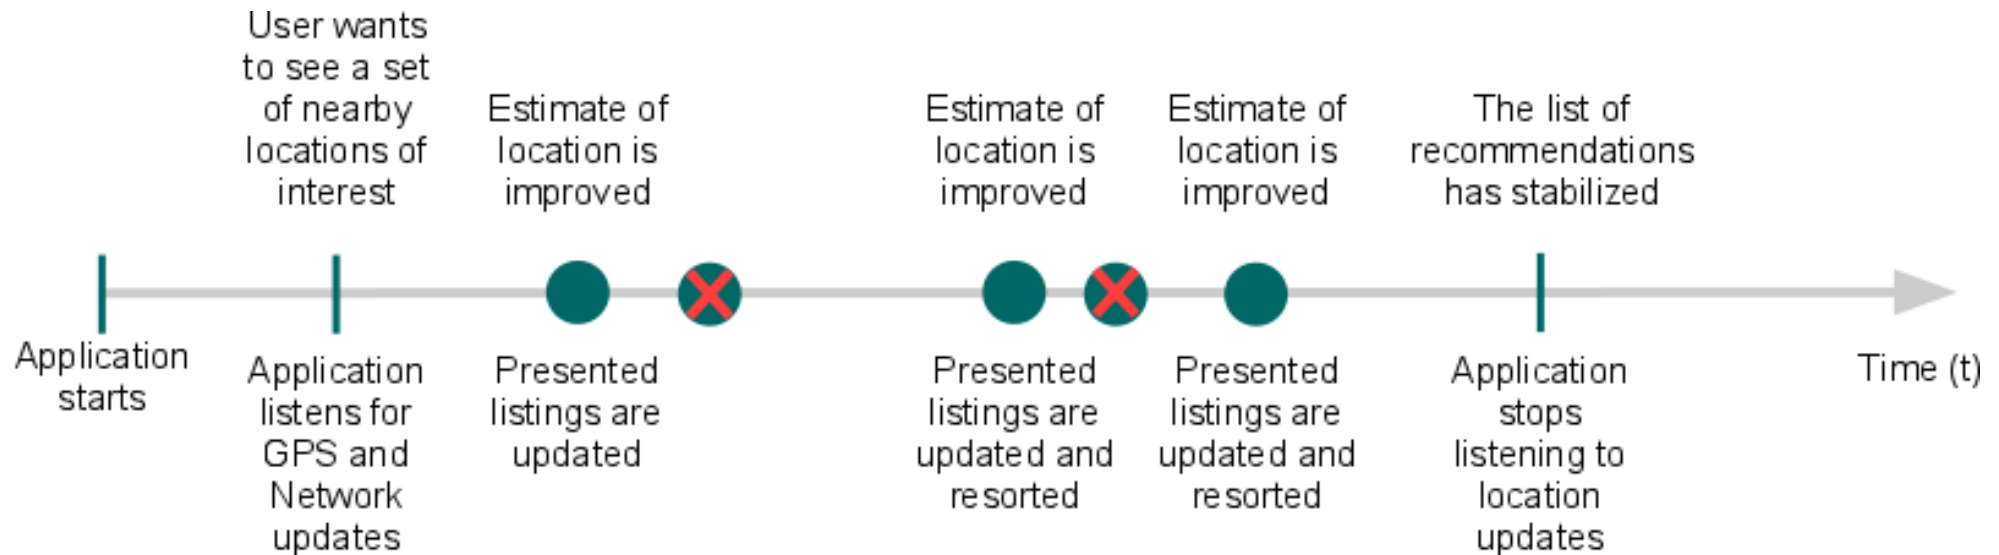 User wants
to see a set
of nearby
locations of
interest
Estimate of
location is
improved
Estimate of
location is
improved
Estimate of
location is
improved
The list of
recommendations
has stabilized
Application
starts
Application
listens for
GPS and
Network
updates
Presented
listings are
updated
Presented
listings are
updated and
resorted
Presented
listings are
updated and
resorted
Application
stops
listening to
location
updates
Time (t)